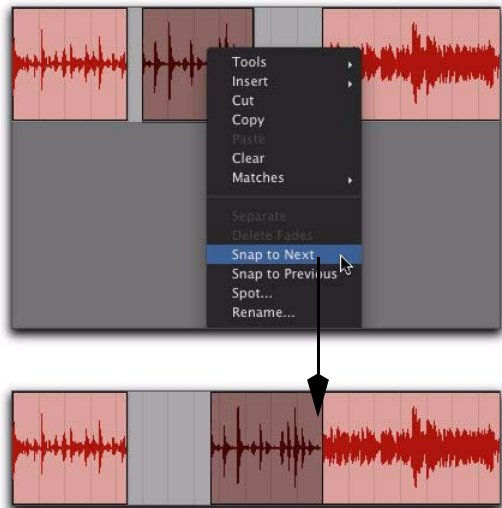 Tools
Insert
Cut
Copy
Paste
Clear
Matches
Separate
Delete Fades
Snap to Next
Snap to Previous
Spot...
Rename...